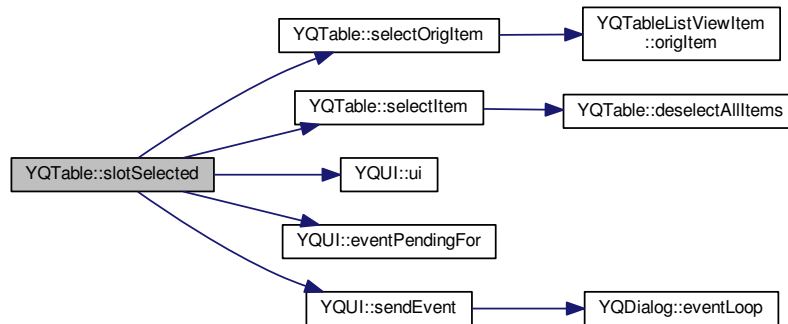 YQTable::selectOrigItem
YQTableListViewItem
::origItem
YQTable::selectItem
YQTable::deselectAllItems
YQTable::slotSelected
YQUI::ui
YQUI::eventPendingFor
YQUI::sendEvent
YQDialog::eventLoop